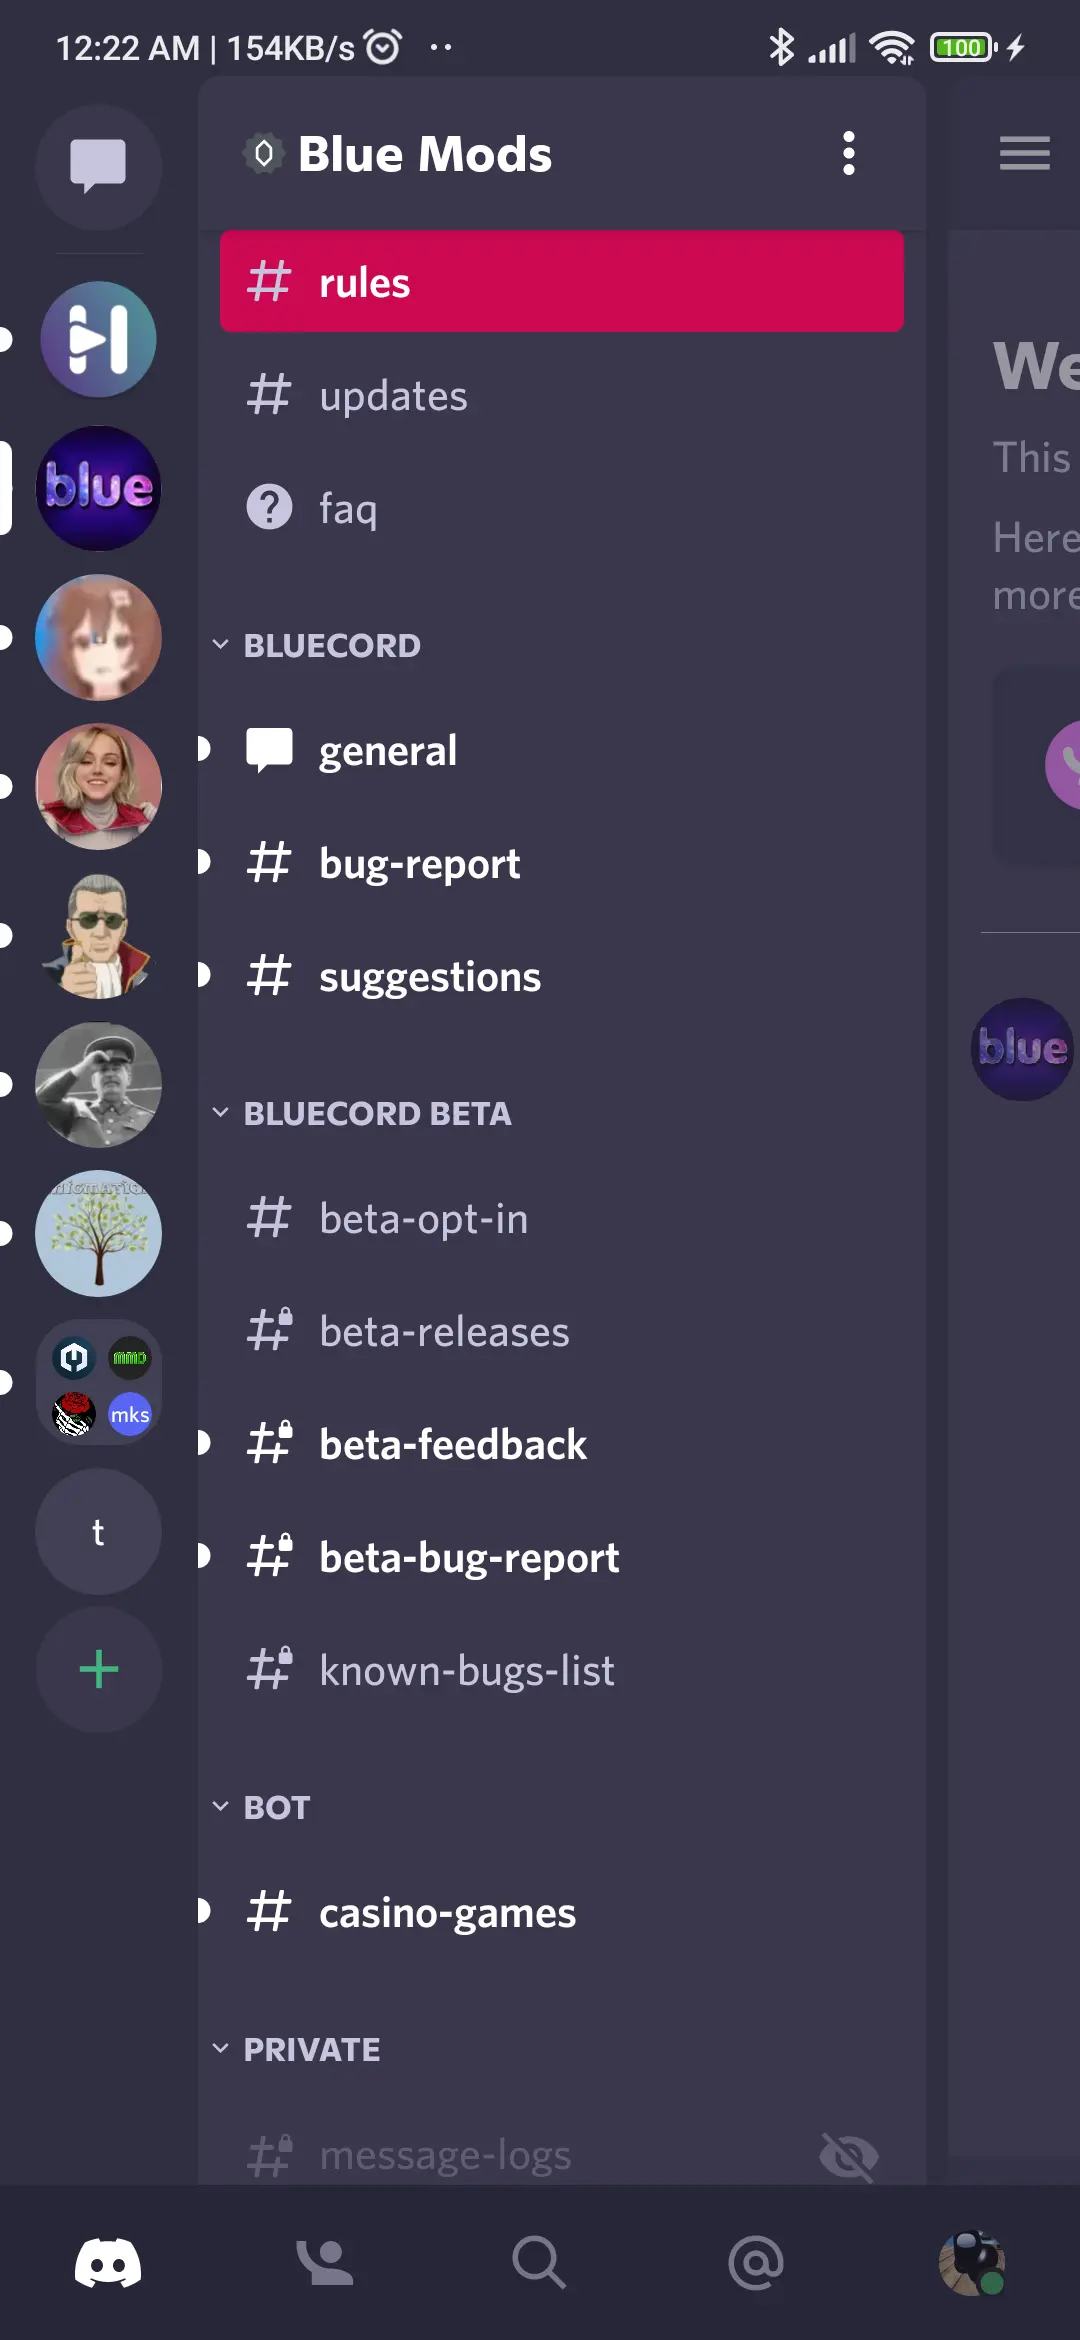 12:22 AM | 154KB/s
100
Blue Mods
rules
updates
faq
BLUECORD
general
bug-report
suggestions
BLUECORD BETA
beta-opt-in
beta-releases
beta-feedback
beta-bug-report
known-bugs-list
BOT
casino-games
PRIVATE
message-logs
blue
mmd
mks
t
We
This
Here
more
blue